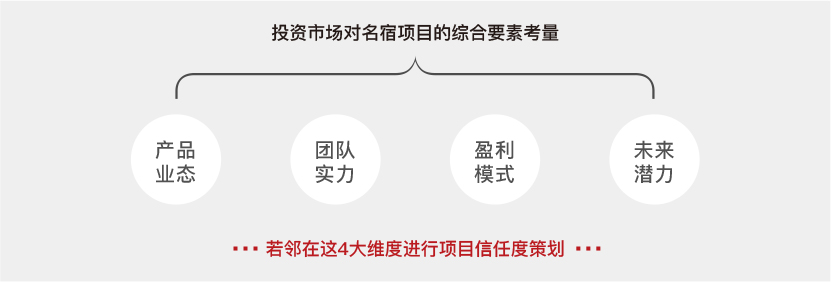 投资市场对名宿项目的综合要素考量
产品
业态
团队
实力
盈利
模式
未来
潜力
若邻在这4大维度进行项目信任度策划